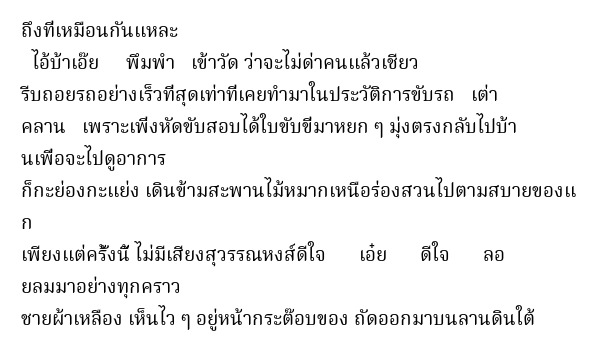 ถึงที่เหมือนกันแหละ
ไอ้บ้าเอ๊ย พึมพำ เข้าวัด ว่าจะไม่ด่าคนแล้วเชียว
รีบถอยรถอย่างเร็วที่สุดเท่าที่เคยทำมาในประวัติการขับรถ เต่า
คลาน เพราะเพิ่งหัดขับสอบได้ใบขับขี่มาหยก ๆ มุ่งตรงกลับไปบ้า
นเพื่อจะไปดูอาการ
ก็กะย่องกะแย่ง เดินข้ามสะพานไม้หมากเหนือร่องสวนไปตามสบายของแ
ก
เพียงแต่ครั้งนี้ ไม่มีเสียงสุวรรณหงส์ดีใจ เอ๋ย ดีใจ ลอ
ยลมมาอย่างทุกคราว
ชายผ้าเหลือง เห็นไว ๆ อยู่หน้ากระต๊อบของ ถัดออกมาบนลานดินใต้